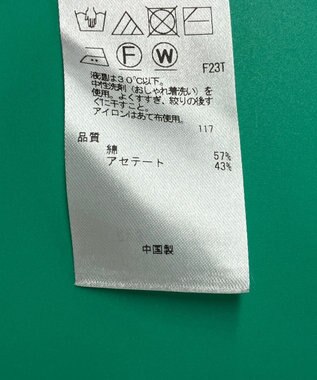 F W
F23T
液温は30℃以下。
中性洗剤(おしゃれ着洗い)を
使用。よくすすぎ、絞りの後す
ぐに干すこと。
アイロンはあて布使用。
117
品質
綿 57%
アセテート 43%
中国製